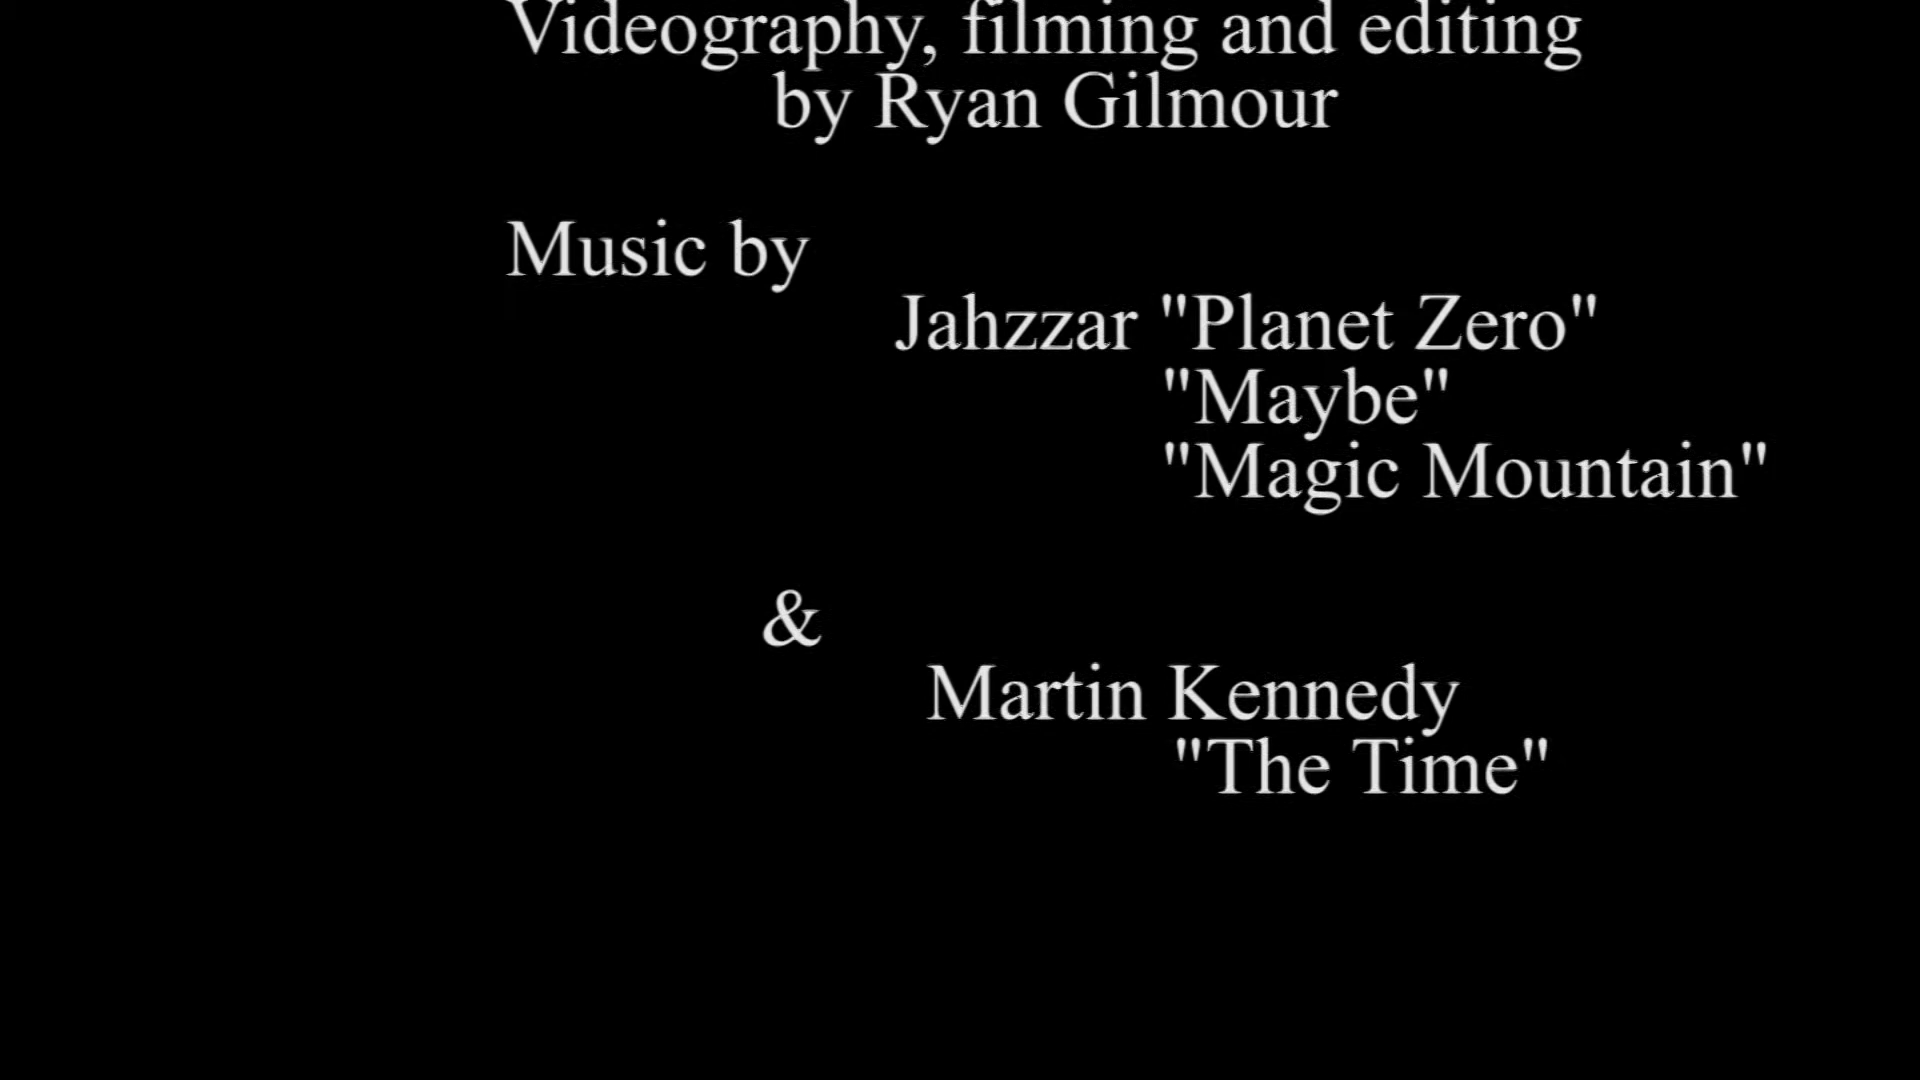 Videography, filming and editing
by Ryan Gilmour
Music by
Jahzzar "Planet Zero"
"Maybe"
"Magic Mountain"
&
Martin Kennedy
"The Time"